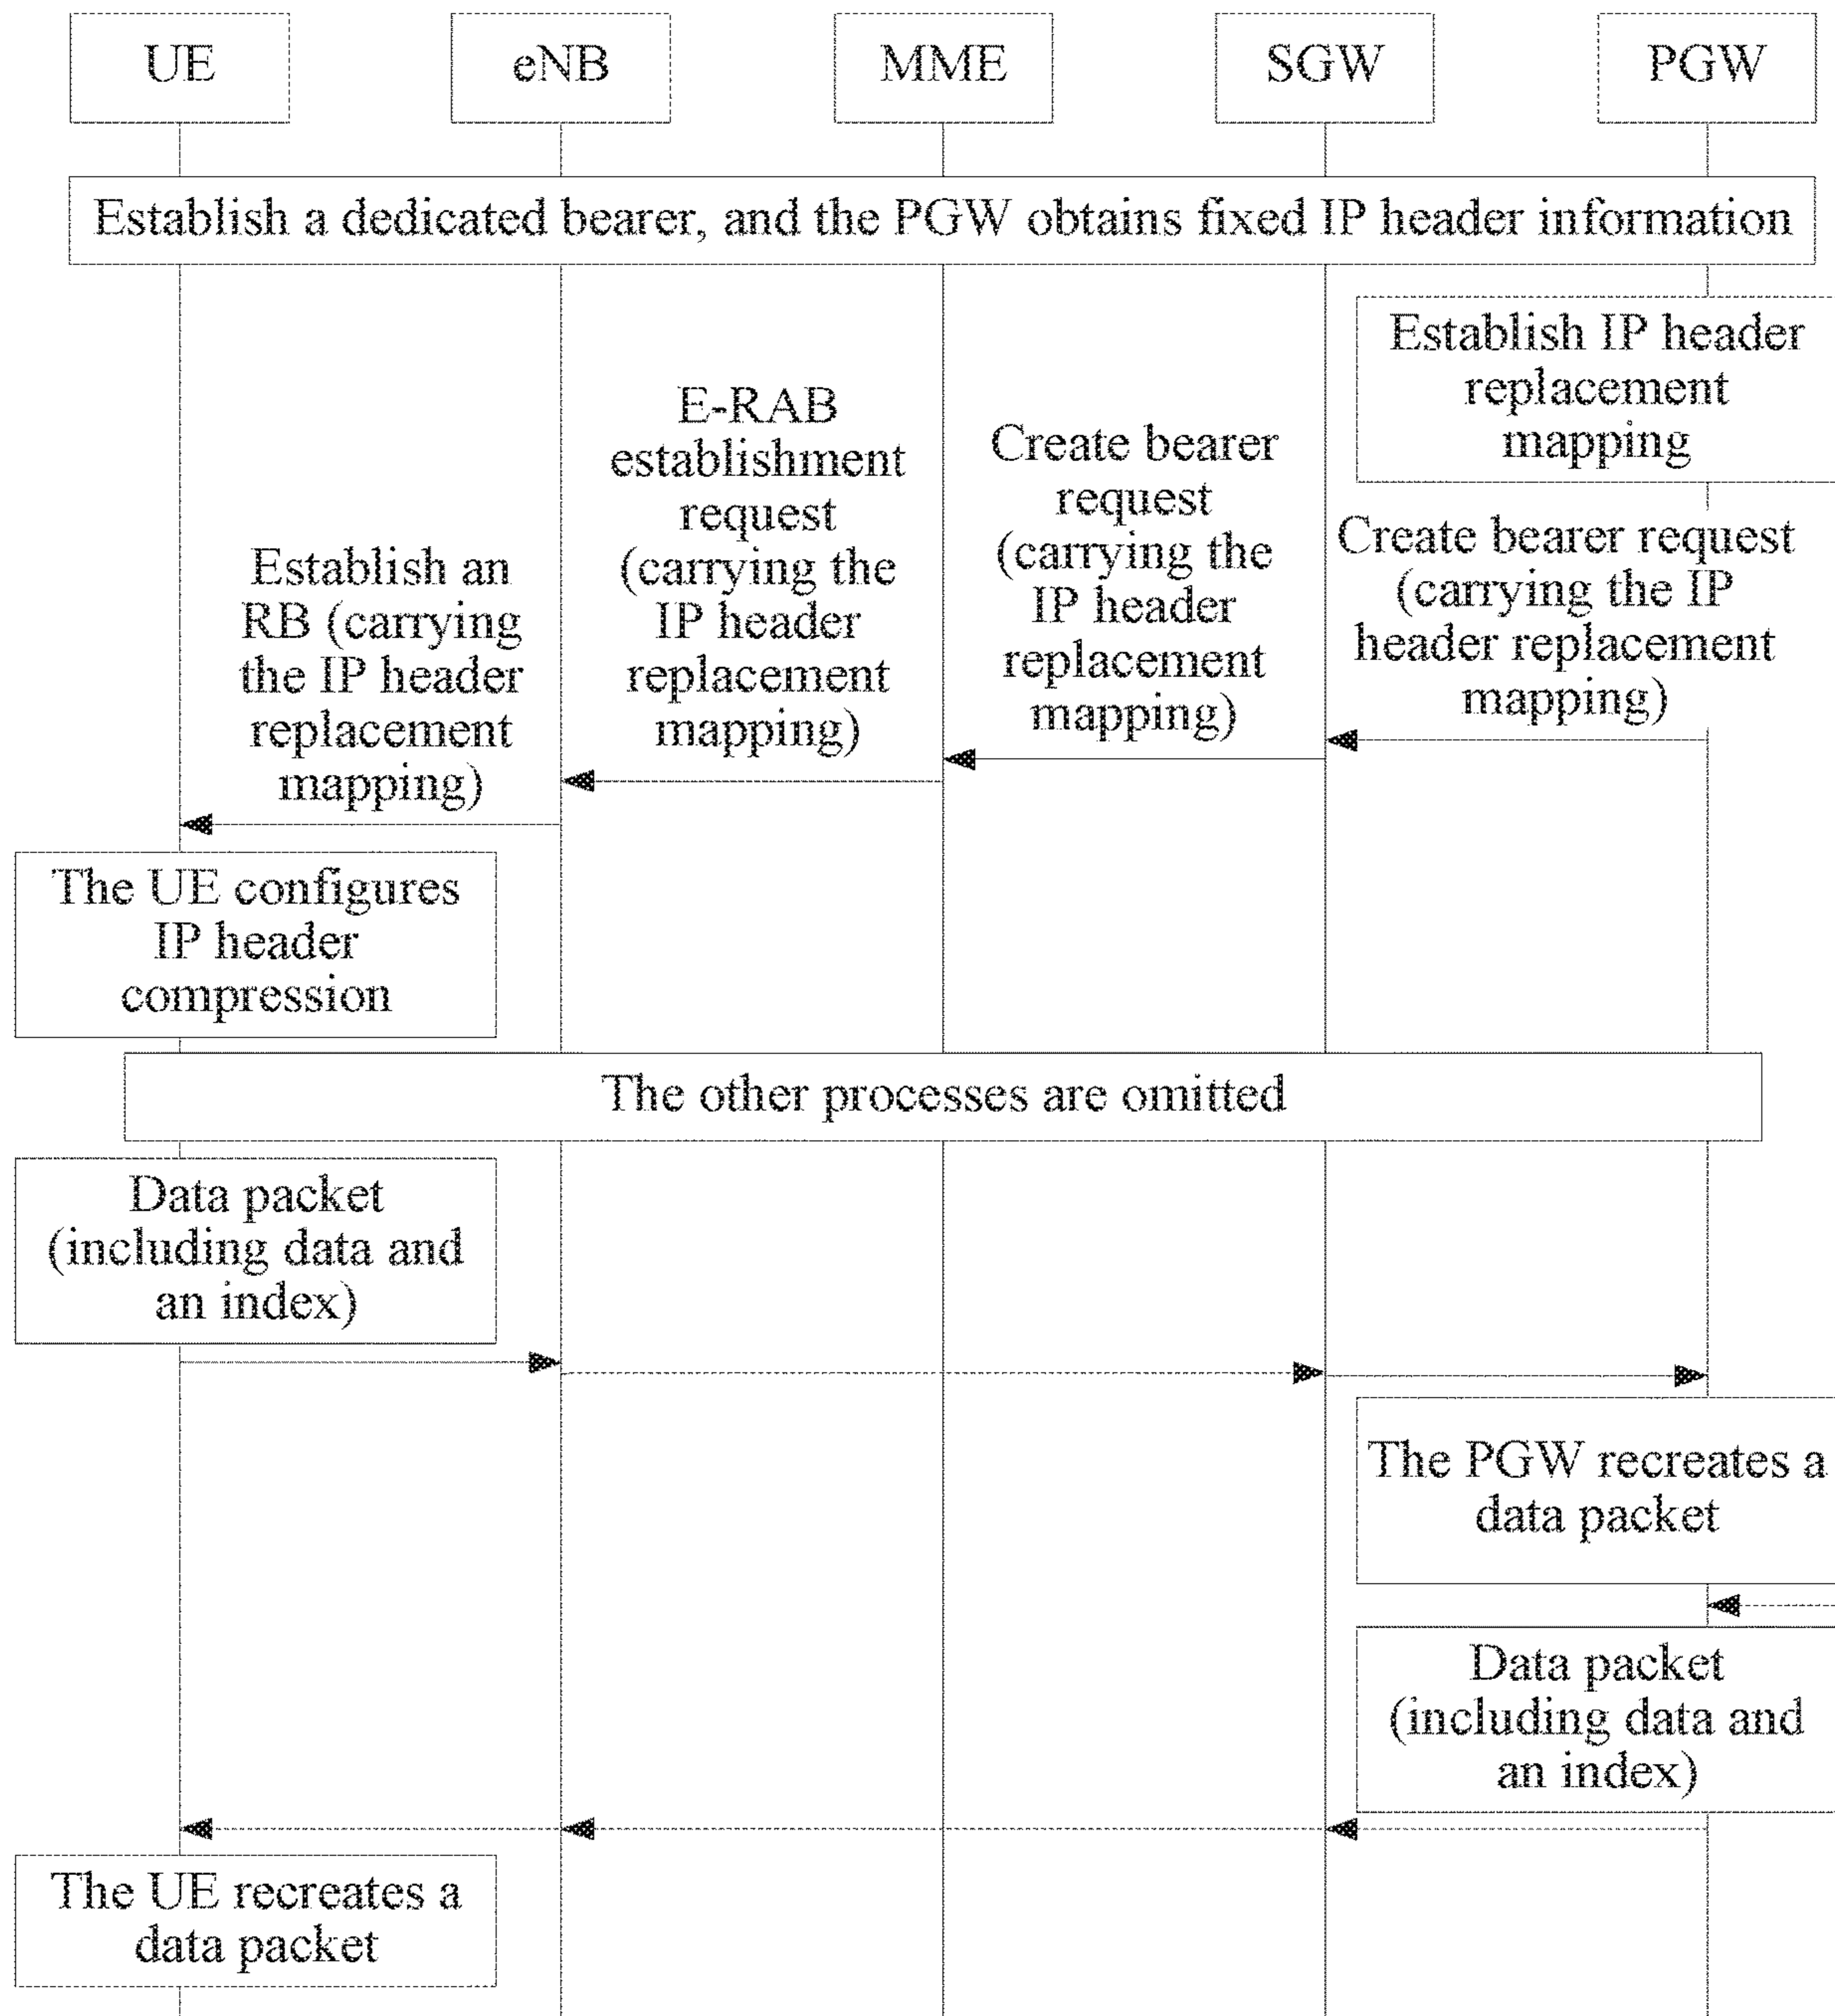 UE
eNB
MME
SGW
PGW
Establish a dedicated bearer, and the PGW obtains fixed IP header information
Establish IP header
replacement
mapping
E-RAB
establishment
request
(carrying the
IP header
replacement
mapping)
Create bearer
request
(carrying the
IP header
replacement
mapping)
Create bearer request
(carrying the IP
header replacement
mapping)
Establish an
RB (carrying
the IP header
replacement
mapping)
The UE configures
IP header
compression
The other processes are omitted
Data packet
(including data and
an index)
The PGW recreates a
data packet
Data packet
(including data and
an index)
The UE recreates a
data packet